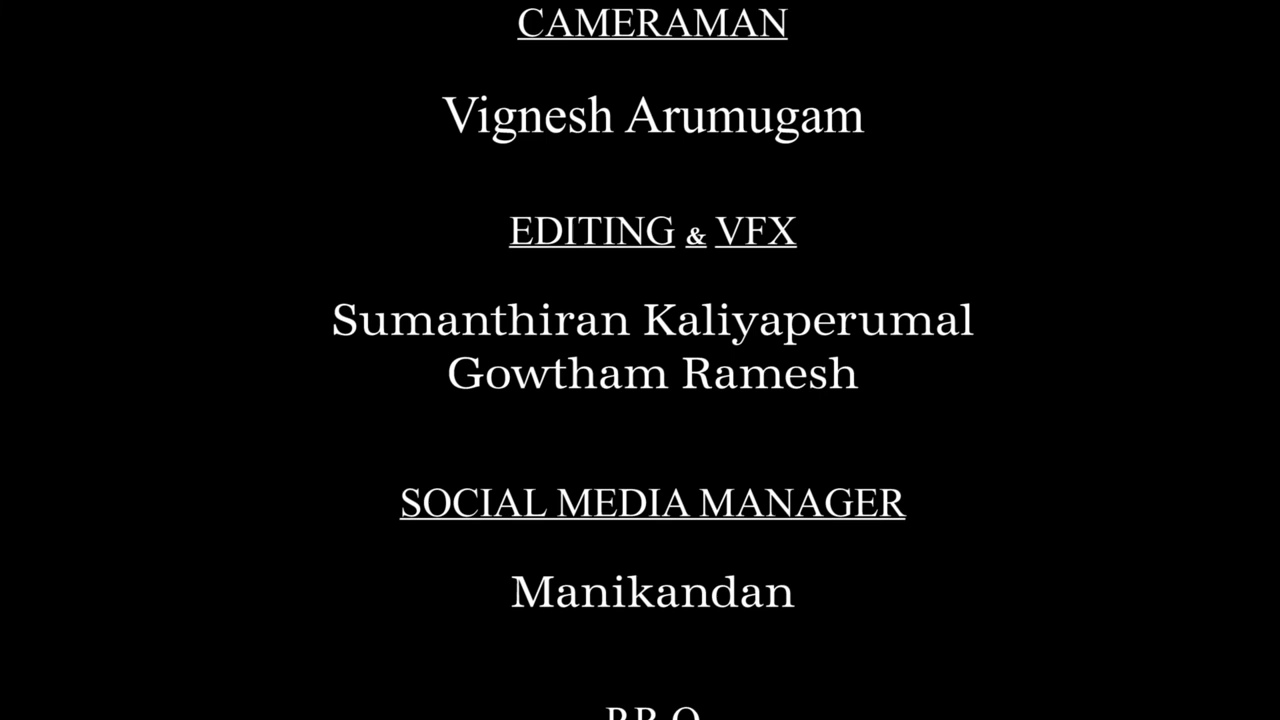 CAMERAMAN
Vignesh Arumugam
EDITING & VFX
Sumanthiran Kaliyaperumal
Gowtham Ramesh
SOCIAL MEDIA MANAGER
Manikandan